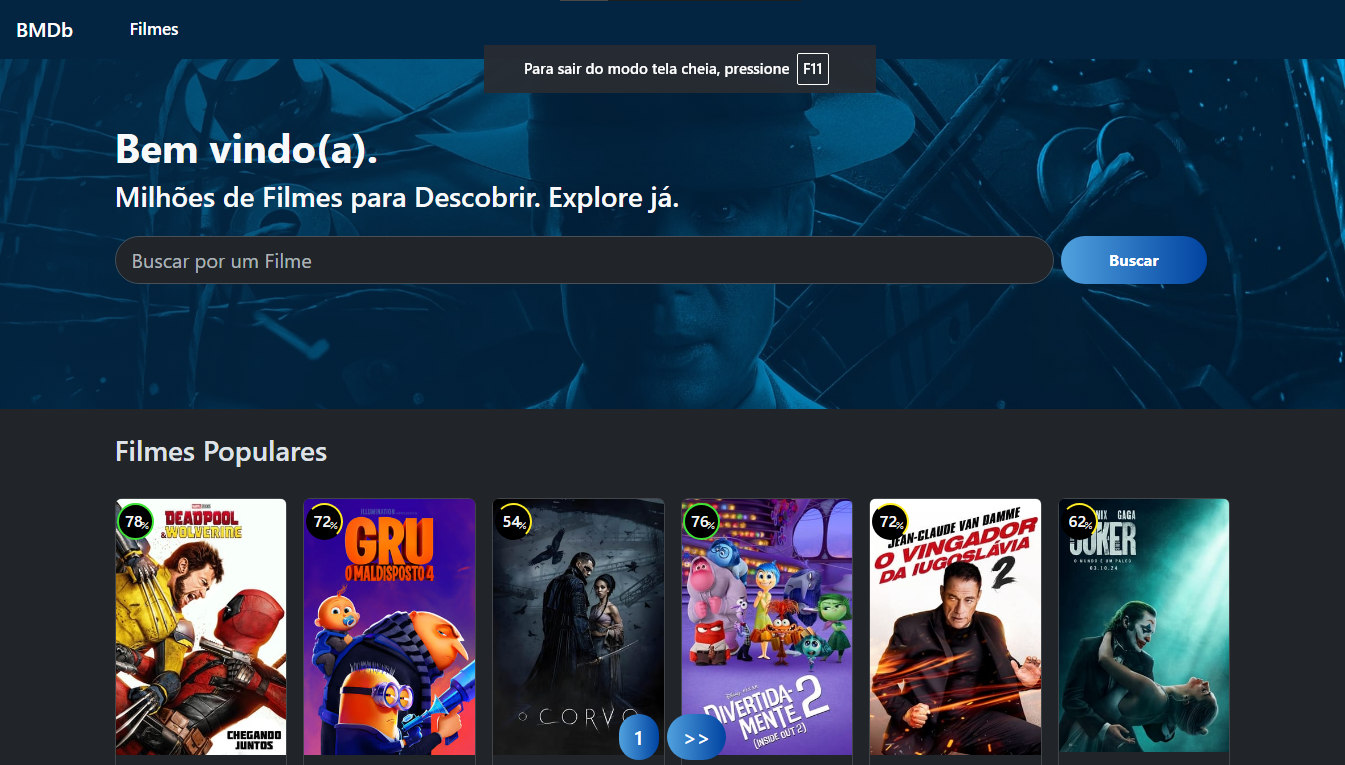 BMDb
Filmes
Para sair do modo tela cheia, pressione F11
Bem vindo(a).
Milhões de Filmes para Descobrir. Explore já.
Buscar por um Filme
Buscar
Filmes Populares
78%
DEADPOOL
& WOLVERINE
CHEGANDO
JUNTOS
72%
ILLUMINATION
GRU
O MALDISPOSTO 4
54%
O CORVO
76%
DIVERTIDA-
MENTE 2
(INSIDE OUT 2)
72%
JEAN-CLAUDE VAN DAMME
O VINGADOR
DA IUGOSLÁVIA
2
62%
GAGA
JOKER
O MUNDO É UM PALCO
03.10.24
1
>>